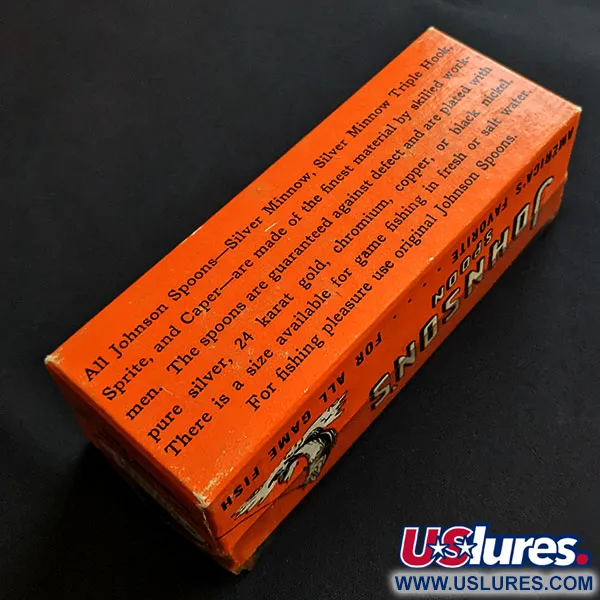 All Johnson Spoons—Silver Minnow, Silver Minnow Triple Hook,
Sprite, and Caper—are made of the finest material by skilled work-
men. The spoons are guaranteed against defect and are plated with
pure silver, 24 karat gold, chromium, copper, or black nickel.
There is a size available for game fishing in fresh or salt water.
For fishing pleasure use original Johnson Spoons.
AMERICA'S FAVORITE . . . . . FOR ALL GAME FISH
SPOON
JOHNSON'S
USlures.
WWW.USLURES.COM